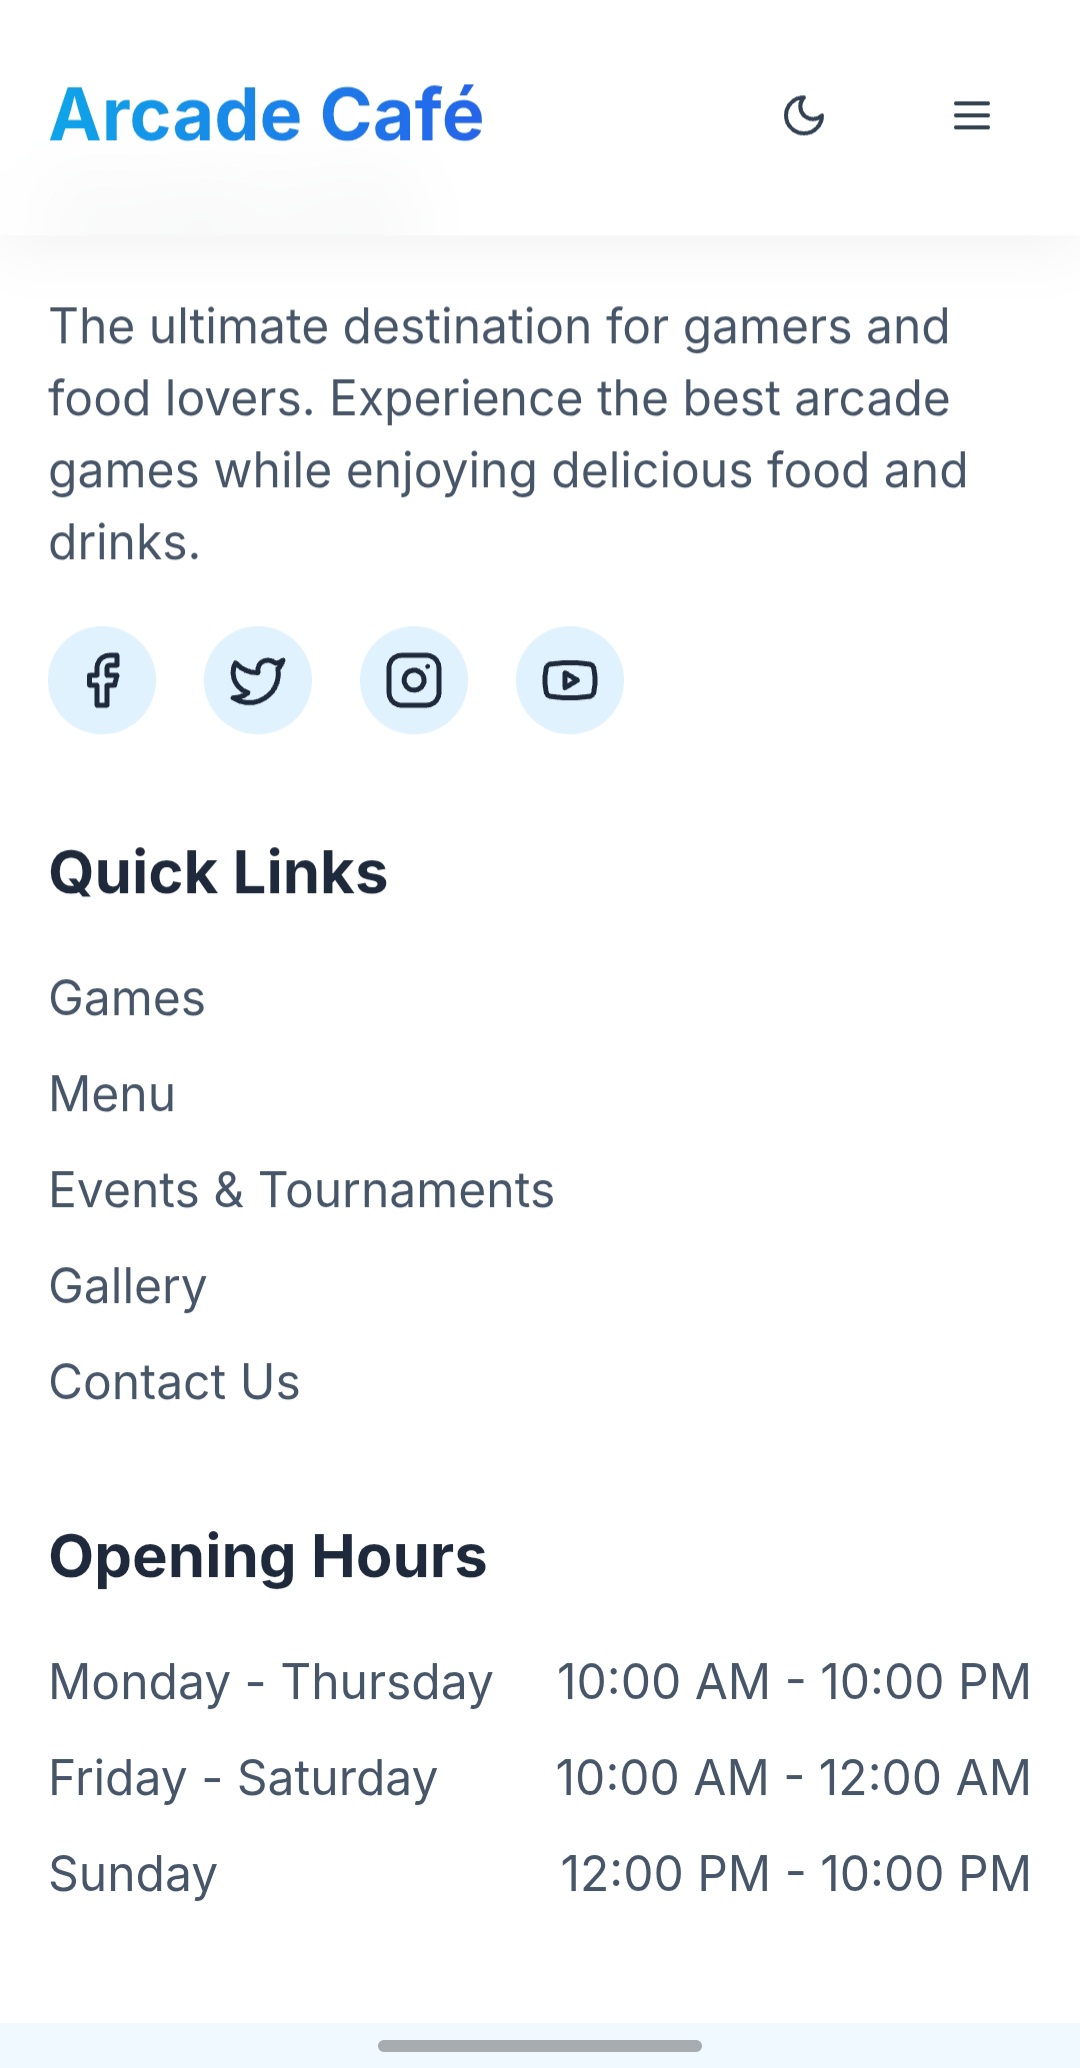 Arcade Café
The ultimate destination for gamers and
food lovers. Experience the best arcade
games while enjoying delicious food and
drinks.
Quick Links
Games
Menu
Events & Tournaments
Gallery
Contact Us
Opening Hours
Monday - Thursday 10:00 AM - 10:00 PM
Friday - Saturday 10:00 AM - 12:00 AM
Sunday 12:00 PM - 10:00 PM